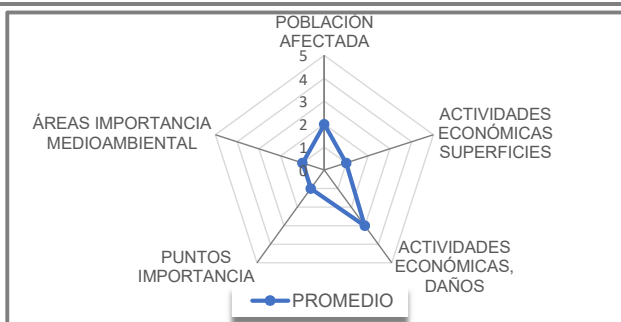 POBLACIÓN
AFECTADA
5
4
3
2
1
0
ACTIVIDADES
ECONÓMICAS
SUPERFICIES
ÁREAS IMPORTANCIA
MEDIOAMBIENTAL
PUNTOS
IMPORTANCIA
ACTIVIDADES
ECONÓMICAS,
DAÑOS
PROMEDIO